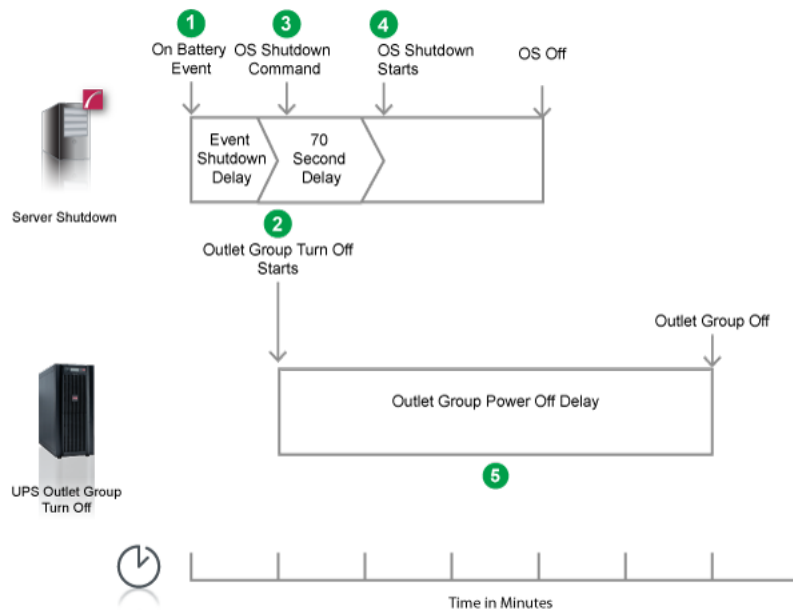 1
3
4
On Battery
Event
OS Shutdown
Command
OS Shutdown
Starts
OS Off
Event
Shutdown
Delay
70
Second
Delay
Server Shutdown
2
Outlet Group Turn Off
Starts
Outlet Group Off
Outlet Group Power Off Delay
5
UPS Outlet Group
Turn Off
Time in Minutes